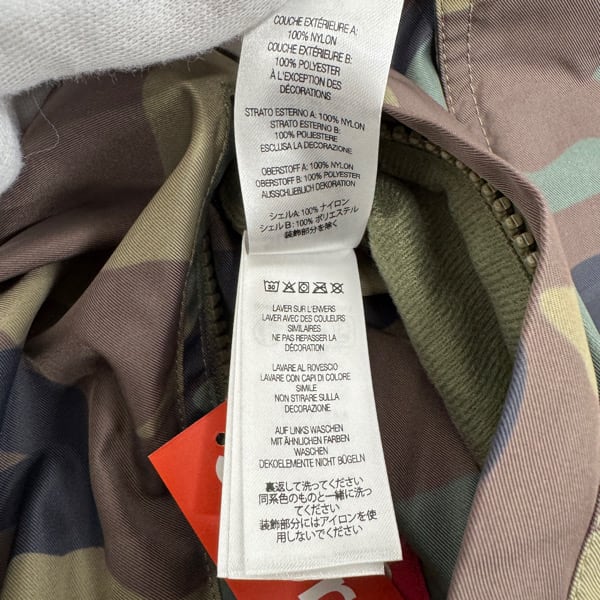 COUCHE EXTÉRIEURE A:
100% NYLON
COUCHE EXTÉRIEURE B:
100% POLYESTER
À L'EXCEPTION DES
DÉCORATIONS
STRATO ESTERNO A: 100% NYLON
STRATO ESTERNO B:
100% POLIESTERE
ESCLUSA LA DECORAZIONE
OBERSTOFF A: 100% NYLON
OBERSTOFF B: 100% POLYESTER
AUSSCHLIEBLICH DEKORATION
シェルA: 100% ナイロン
シェル B: 100% ポリエステル
装飾部分を除く
30
LAVER SUR L'ENVERS
LAVER AVEC DES COULEURS
SIMILAIRES
NE PAS REPASSER LA
DÉCORATION
LAVARE AL ROVESCIO
LAVARE CON CAPI DI COLORE
SIMILE
NON STIRARE SULLA
DECORAZIONE
AUF LINKS WASCHEN
MIT ÄHNLICHEN FARBEN
WASCHEN
DEKOELEMENTE NICHT BÜGELN
裏返して洗ってください
同系色のものと一緒に洗っ
てください
装飾部分にはアイロンを使
用しないでください